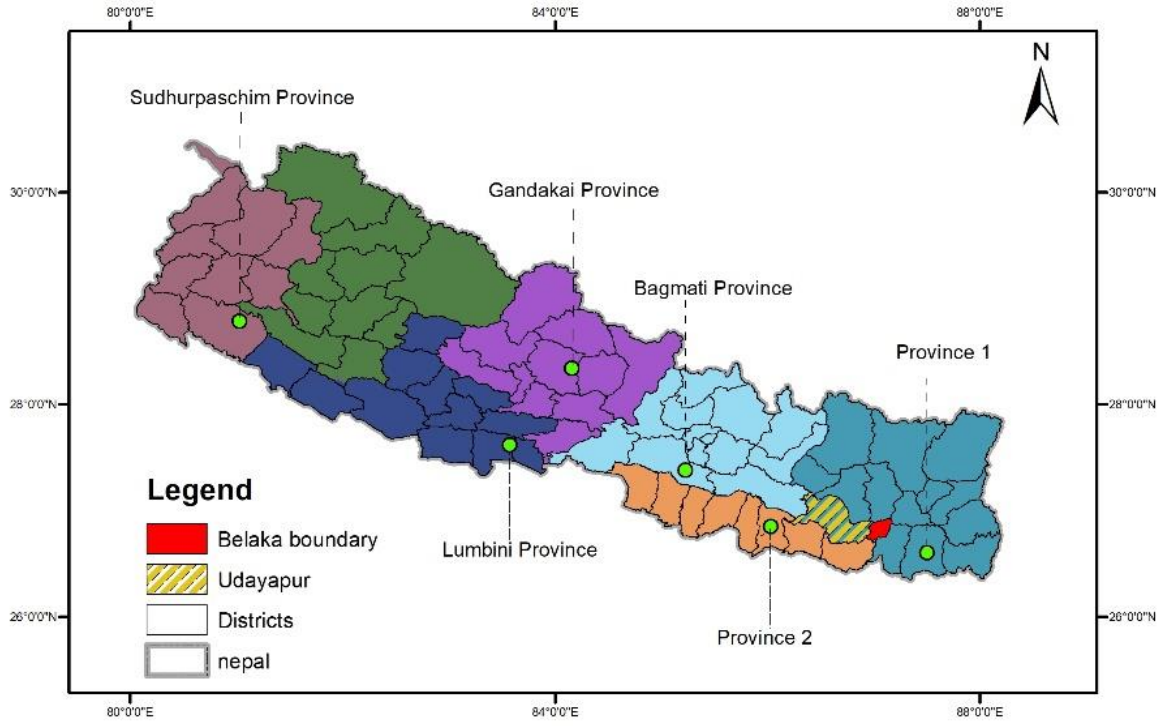 80°0'0"E
84°0'0"E
88°0'0"E
N
Sudhurpaschim Province
30°0'0"N
30°0'0"N
Gandakai Province
Bagmati Province
Province 1
28°0'0"N
28°0'0"N
Legend
Belaka boundary
Lumbini Province
Udayapur
26°0'0"N
Districts
26°0'0"N
Province 2
nepal
80°0'0"E
84°0'0"E
88°0'0"E